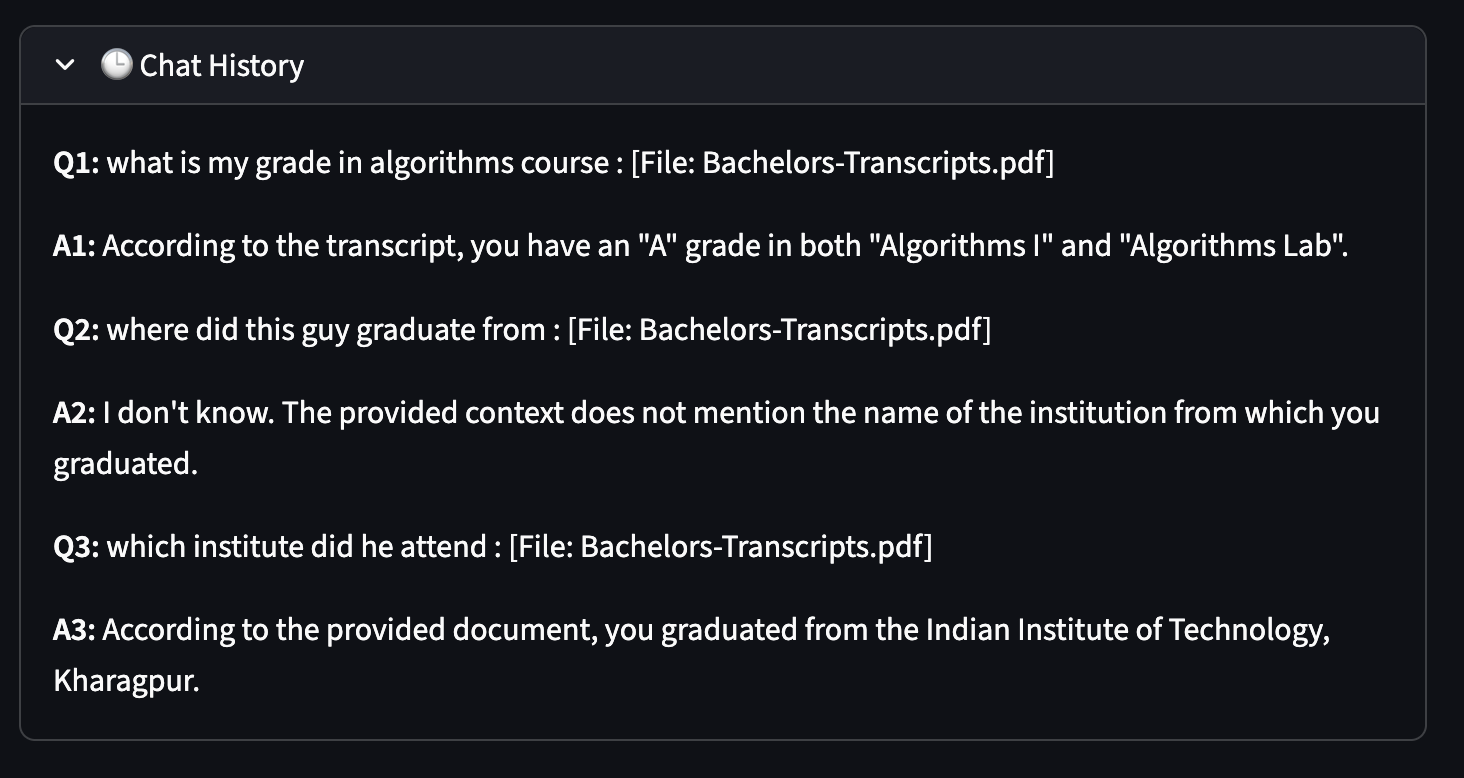 🕒 Chat History
Q1: what is my grade in algorithms course : [File: Bachelors-Transcripts.pdf]
A1: According to the transcript, you have an "A" grade in both "Algorithms I" and "Algorithms Lab".
Q2: where did this guy graduate from : [File: Bachelors-Transcripts.pdf]
A2: I don't know. The provided context does not mention the name of the institution from which you
graduated.
Q3: which institute did he attend : [File: Bachelors-Transcripts.pdf]
A3: According to the provided document, you graduated from the Indian Institute of Technology,
Kharagpur.